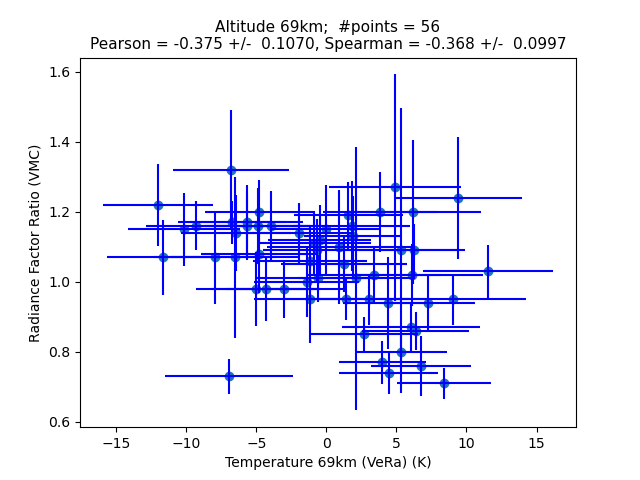 Altitude 69km;  #points = 56
Pearson = -0.375 +/-  0.1070, Spearman = -0.368 +/-  0.0997
Radiance Factor Ratio (VMC)
1.6
1.4
1.2
1.0
0.8
0.6
−15 −10 −5 0 5 10 15
Temperature 69km (VeRa) (K)